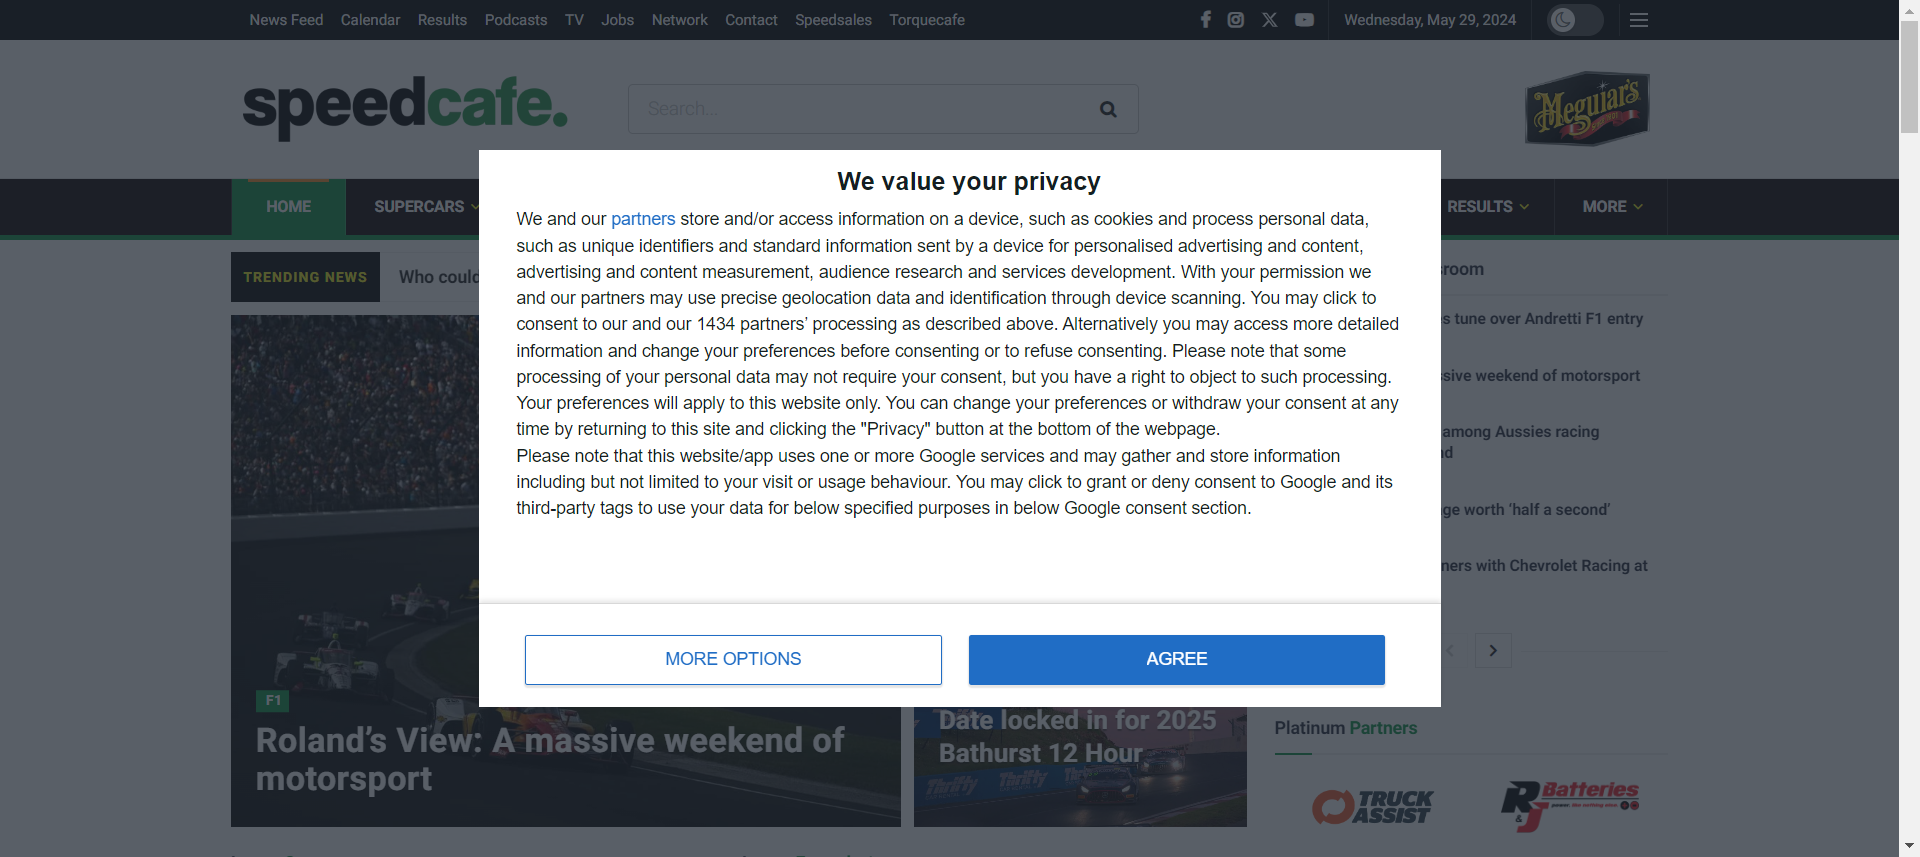 News Feed Calendar Results Podcasts TV Jobs Network Contact Speedsales Torquecafe
Wednesday, May 29, 2024
speedcafe.
Search...
Meguiar's
HOME
SUPERCARS
RESULTS
MORE
TRENDING NEWS
Who could
We value your privacy
We and our partners store and/or access information on a device, such as cookies and process personal data,
such as unique identifiers and standard information sent by a device for personalised advertising and content,
advertising and content measurement, audience research and services development. With your permission we
and our partners may use precise geolocation data and identification through device scanning. You may click to
consent to our and our 1434 partners’ processing as described above. Alternatively you may access more detailed
information and change your preferences before consenting or to refuse consenting. Please note that some
processing of your personal data may not require your consent, but you have a right to object to such processing.
Your preferences will apply to this website only. You can change your preferences or withdraw your consent at any
time by returning to this site and clicking the "Privacy" button at the bottom of the webpage.
Please note that this website/app uses one or more Google services and may gather and store information
including but not limited to your visit or usage behaviour. You may click to grant or deny consent to Google and its
third-party tags to use your data for below specified purposes in below Google consent section.
MORE OPTIONS
AGREE
room
s tune over Andretti F1 entry
sive weekend of motorsport
among Aussies racing
nd
ge worth ‘half a second’
ners with Chevrolet Racing at
F1
Roland’s View: A massive weekend of
motorsport
Date locked in for 2025
Bathurst 12 Hour
Thrifty Thrifty
Platinum Partners
TRUCK
ASSIST
R&J Batteries